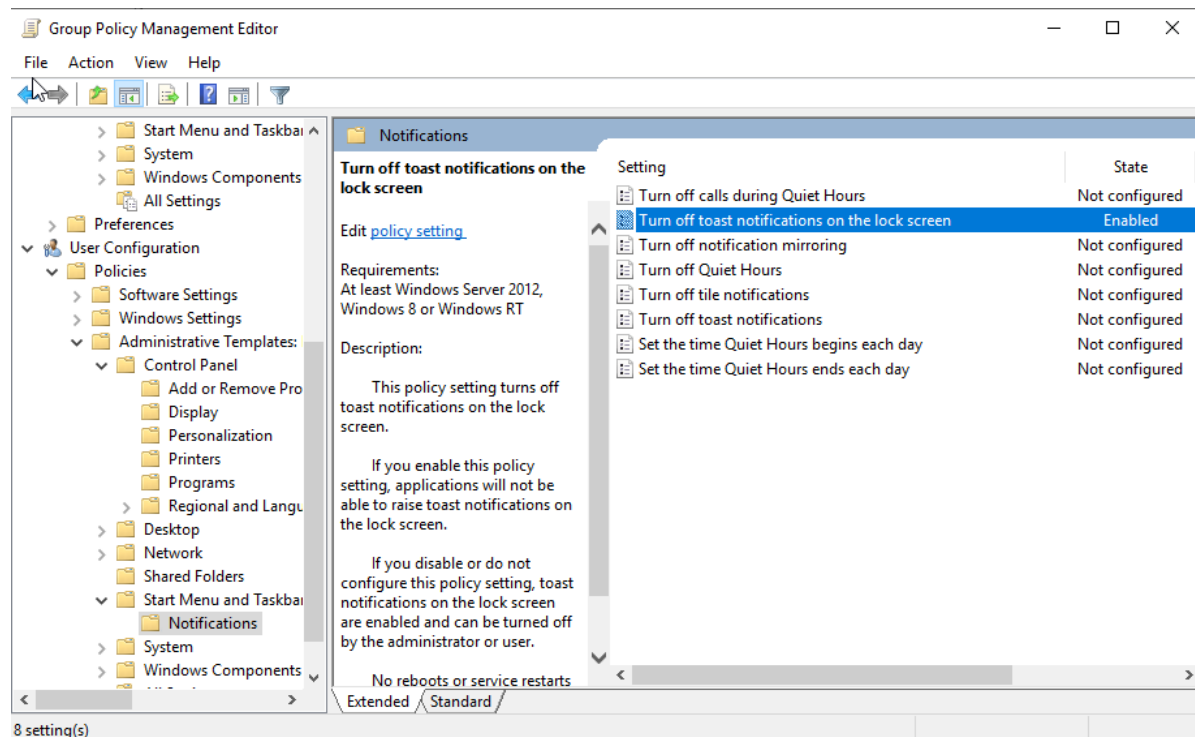 Group Policy Management Editor
File Action View Help
Start Menu and Taskbar
System
Windows Components
All Settings
Preferences
User Configuration
Policies
Software Settings
Windows Settings
Administrative Templates:
Control Panel
Add or Remove Pro
Display
Personalization
Printers
Programs
Regional and Langu
Desktop
Network
Shared Folders
Start Menu and Taskbar
Notifications
System
Windows Components
Notifications
Turn off toast notifications on the
lock screen
Edit policy setting
Requirements:
At least Windows Server 2012,
Windows 8 or Windows RT
Description:
This policy setting turns off
toast notifications on the lock
screen.
If you enable this policy
setting, applications will not be
able to raise toast notifications on
the lock screen.
If you disable or do not
configure this policy setting, toast
notifications on the lock screen
are enabled and can be turned off
by the administrator or user.
No reboots or service restarts
Setting State
Turn off calls during Quiet Hours Not configured
Turn off toast notifications on the lock screen Enabled
Turn off notification mirroring Not configured
Turn off Quiet Hours Not configured
Turn off tile notifications Not configured
Turn off toast notifications Not configured
Set the time Quiet Hours begins each day Not configured
Set the time Quiet Hours ends each day Not configured
Extended Standard
8 setting(s)